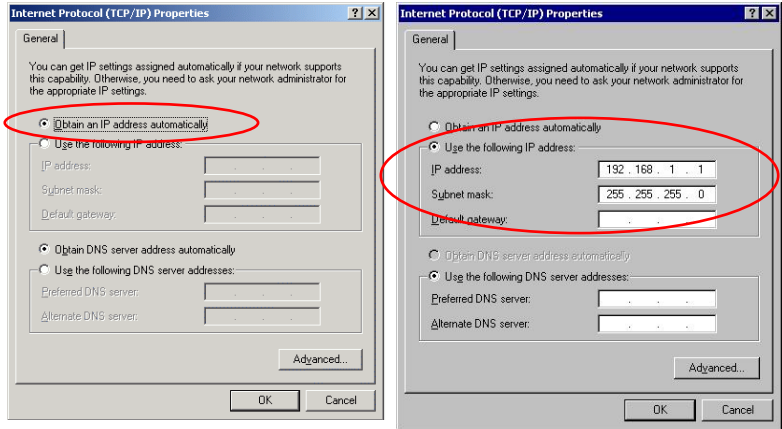 Internet Protocol (TCP/IP) Properties
General
You can get IP settings assigned automatically if your network supports
this capability. Otherwise, you need to ask your network administrator for
the appropriate IP settings.
Obtain an IP address automatically
Use the following IP address:
IP address:
Subnet mask:
Default gateway:
Obtain DNS server address automatically
Use the following DNS server addresses:
Preferred DNS server:
Alternate DNS server:
Advanced...
OK Cancel
Internet Protocol (TCP/IP) Properties
General
You can get IP settings assigned automatically if your network supports
this capability. Otherwise, you need to ask your network administrator for
the appropriate IP settings.
Obtain an IP address automatically
Use the following IP address:
IP address: 192 . 168 . 1 . 1
Subnet mask: 255 . 255 . 255 . 0
Default gateway:
Obtain DNS server address automatically
Use the following DNS server addresses:
Preferred DNS server:
Alternate DNS server:
Advanced...
OK Cancel